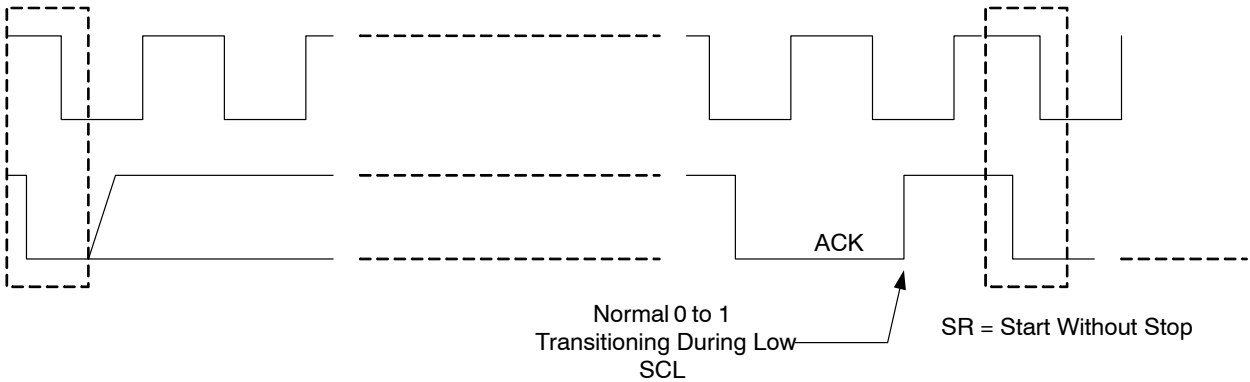 ACK
Normal 0 to 1
Transitioning During Low
SCL
SR = Start Without Stop